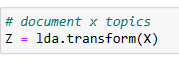 # document x topics
Z = lda.transform(X)